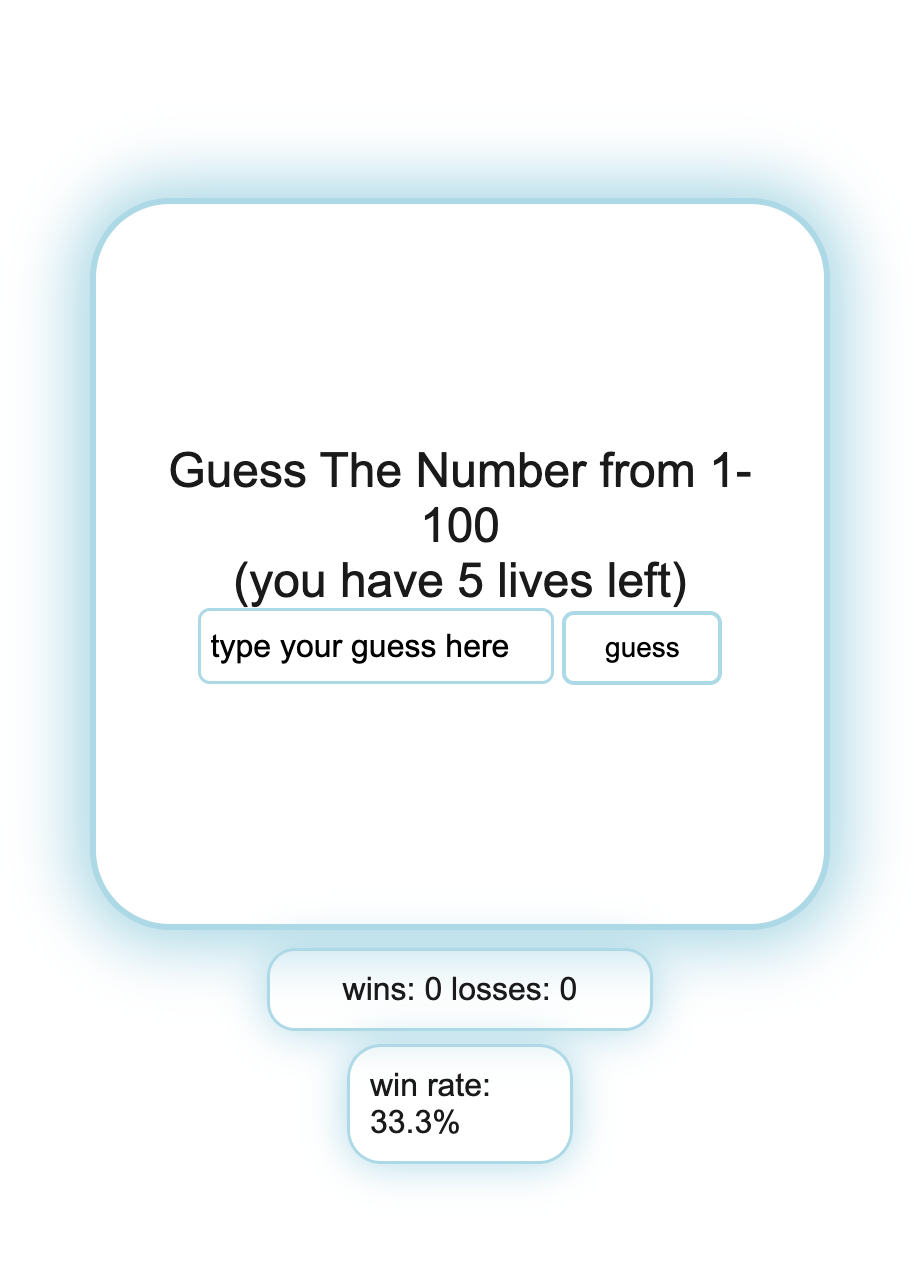 Guess The Number from 1-
100
(you have 5 lives left)
type your guess here guess
wins: 0 losses: 0
win rate:
33.3%